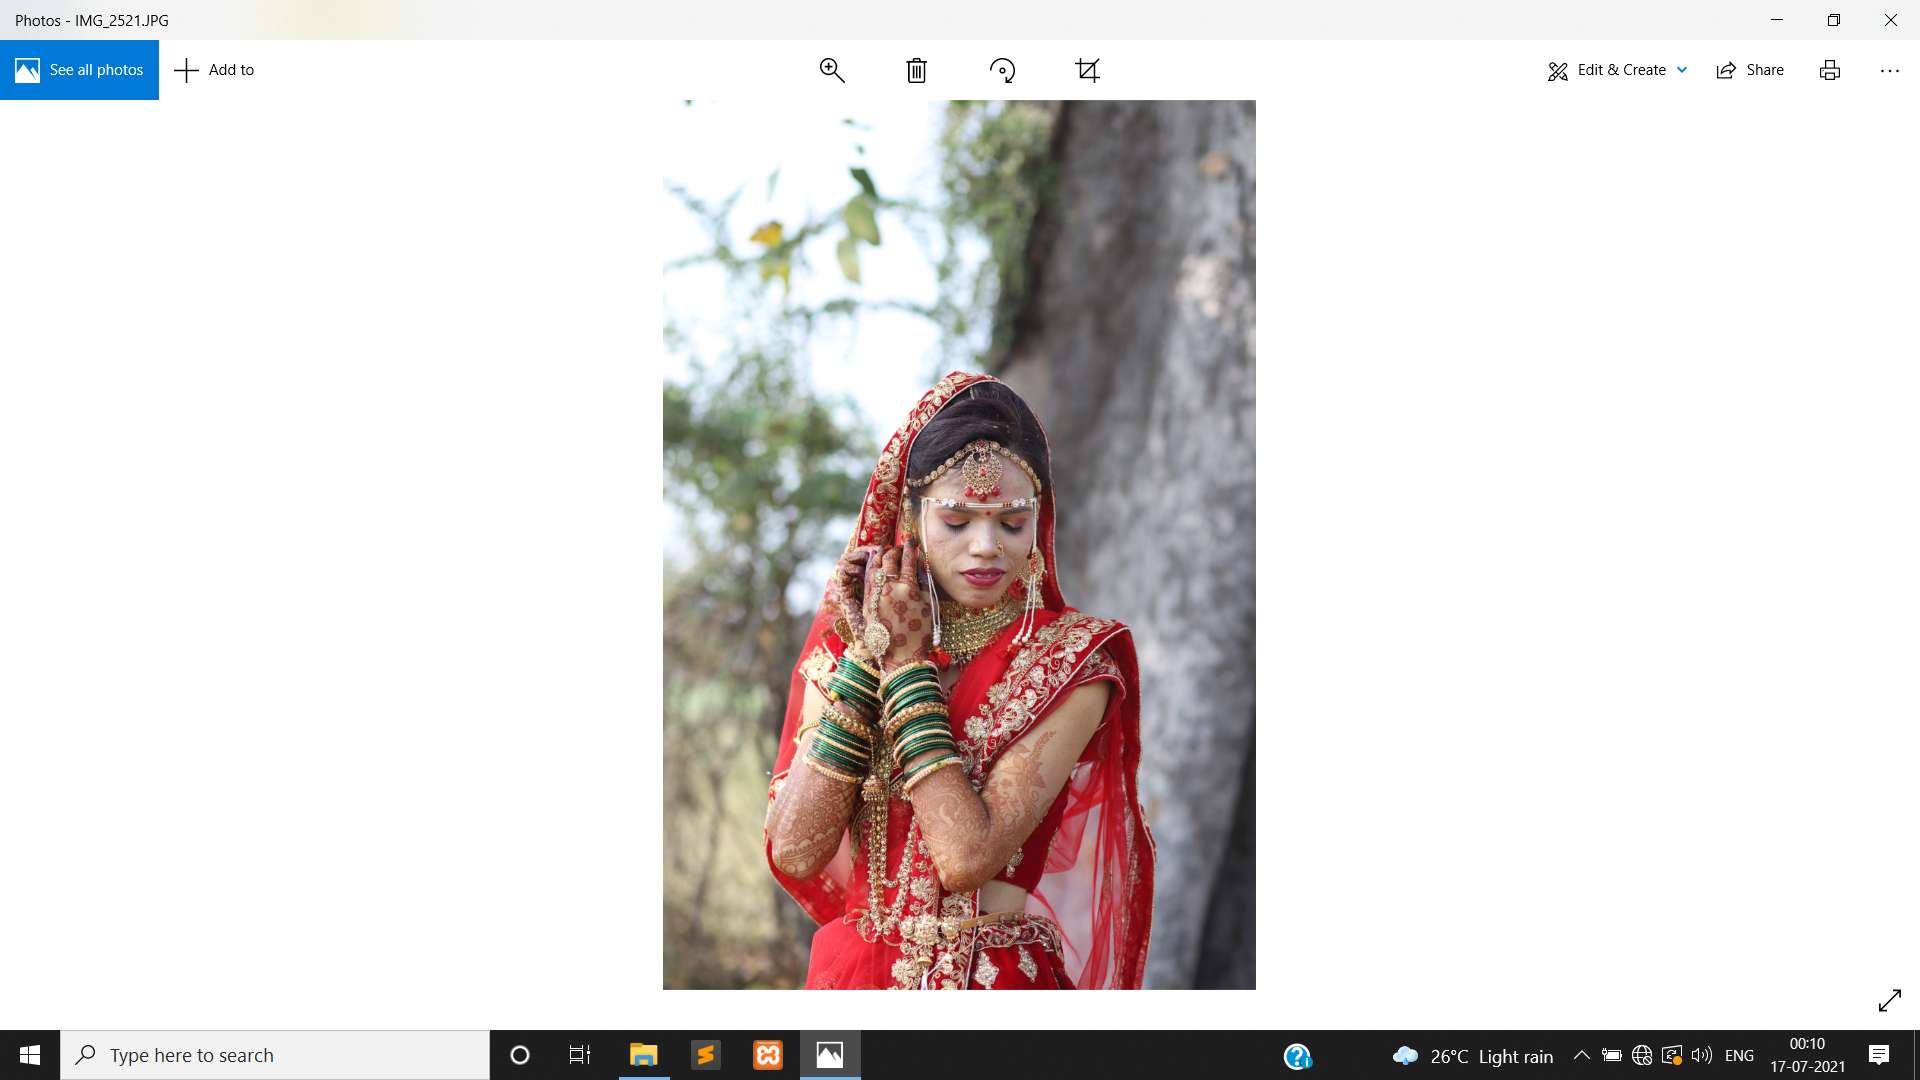 Photos - IMG_2521.JPG
See all photos
Add to
Edit & Create
Share
Type here to search
26°C Light rain
ENG
00:10
17-07-2021